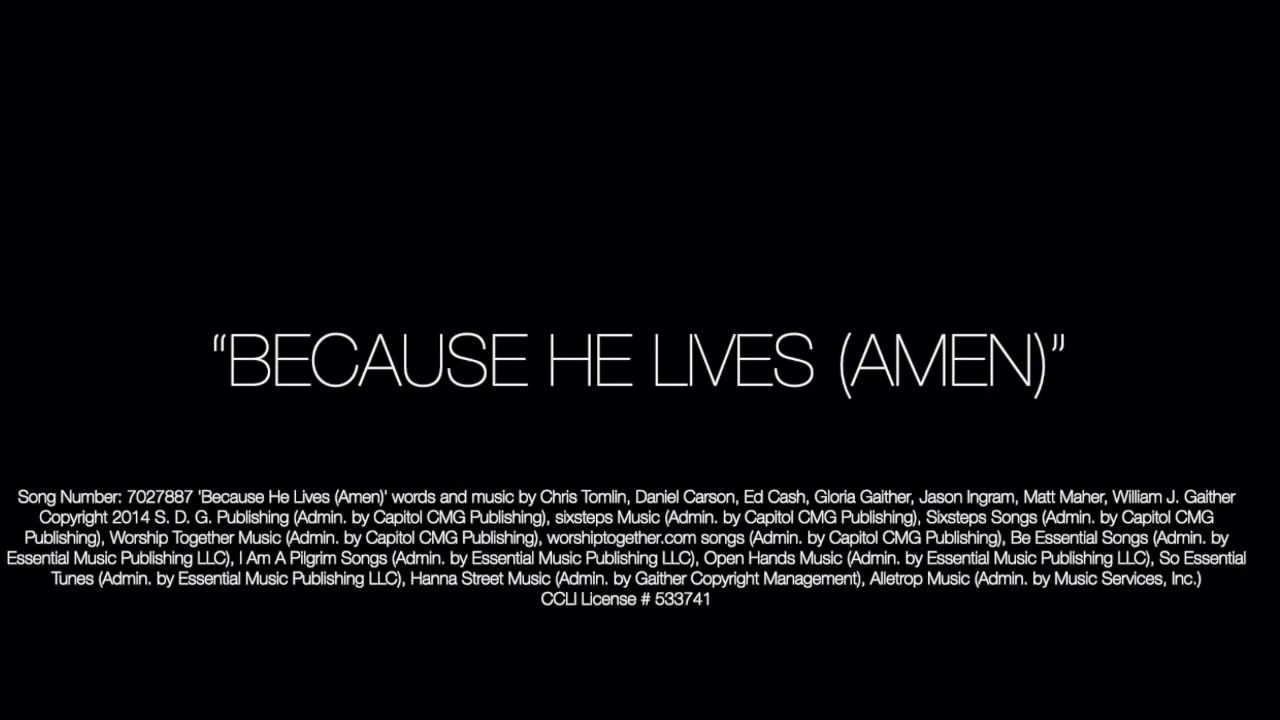 “BECAUSE HE LIVES (AMEN)”
Song Number: 7027887 'Because He Lives (Amen)' words and music by Chris Tomlin, Daniel Carson, Ed Cash, Gloria Gaither, Jason Ingram, Matt Maher, William J. Gaither
Copyright 2014 S. D. G. Publishing (Admin. by Capitol CMG Publishing), sixsteps Music (Admin. by Capitol CMG Publishing), Sixsteps Songs (Admin. by Capitol CMG
Publishing), Worship Together Music (Admin. by Capitol CMG Publishing), worshiptogether.com songs (Admin. by Capitol CMG Publishing), Be Essential Songs (Admin. by
Essential Music Publishing LLC), I Am A Pilgrim Songs (Admin. by Essential Music Publishing LLC), Open Hands Music (Admin. by Essential Music Publishing LLC), So Essential
Tunes (Admin. by Essential Music Publishing LLC), Hanna Street Music (Admin. by Gaither Copyright Management), Alletrop Music (Admin. by Music Services, Inc.)
CCLI License # 533741